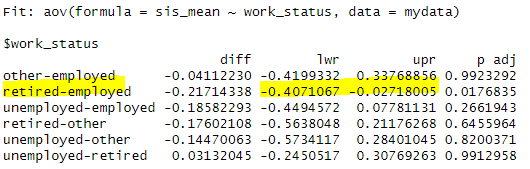 Fit: aov(formula = sis_mean ~ work_status, data = mydata)
$work_status
diff lwr upr p adj
other-employed -0.04112230 -0.4199332 0.33768856 0.9923292
retired-employed -0.21714338 -0.4071067 -0.02718005 0.0176835
unemployed-employed -0.18582293 -0.4494572 0.07781131 0.2661943
retired-other -0.17602108 -0.5638048 0.21176268 0.6455964
unemployed-other -0.14470063 -0.5734117 0.28401045 0.8200371
unemployed-retired 0.03132045 -0.2450517 0.30769263 0.9912958